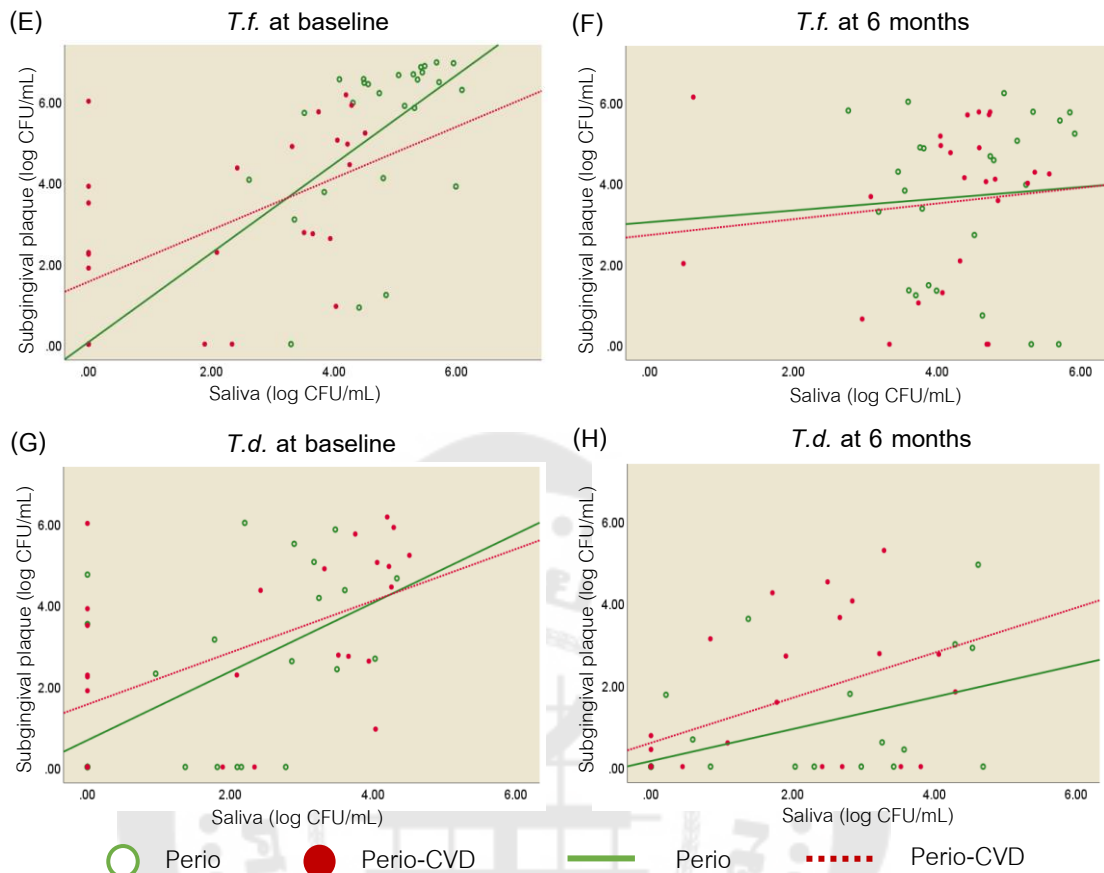 (E) T.f. at baseline
Subgingival plaque (log CFU/mL)
6.00
4.00
2.00
.00
.00 2.00 4.00 6.00
Saliva (log CFU/mL)
(F) T.f. at 6 months
Subgingival plaque (log CFU/mL)
6.00
4.00
2.00
.00
.00 2.00 4.00 6.00
Saliva (log CFU/mL)
(G) T.d. at baseline
Subgingival plaque (log CFU/mL)
6.00
4.00
2.00
.00
.00 2.00 4.00 6.00
Saliva (log CFU/mL)
(H) T.d. at 6 months
Subgingival plaque (log CFU/mL)
6.00
4.00
2.00
.00
.00 2.00 4.00 6.00
Saliva (log CFU/mL)
Perio Perio-CVD Perio Perio-CVD